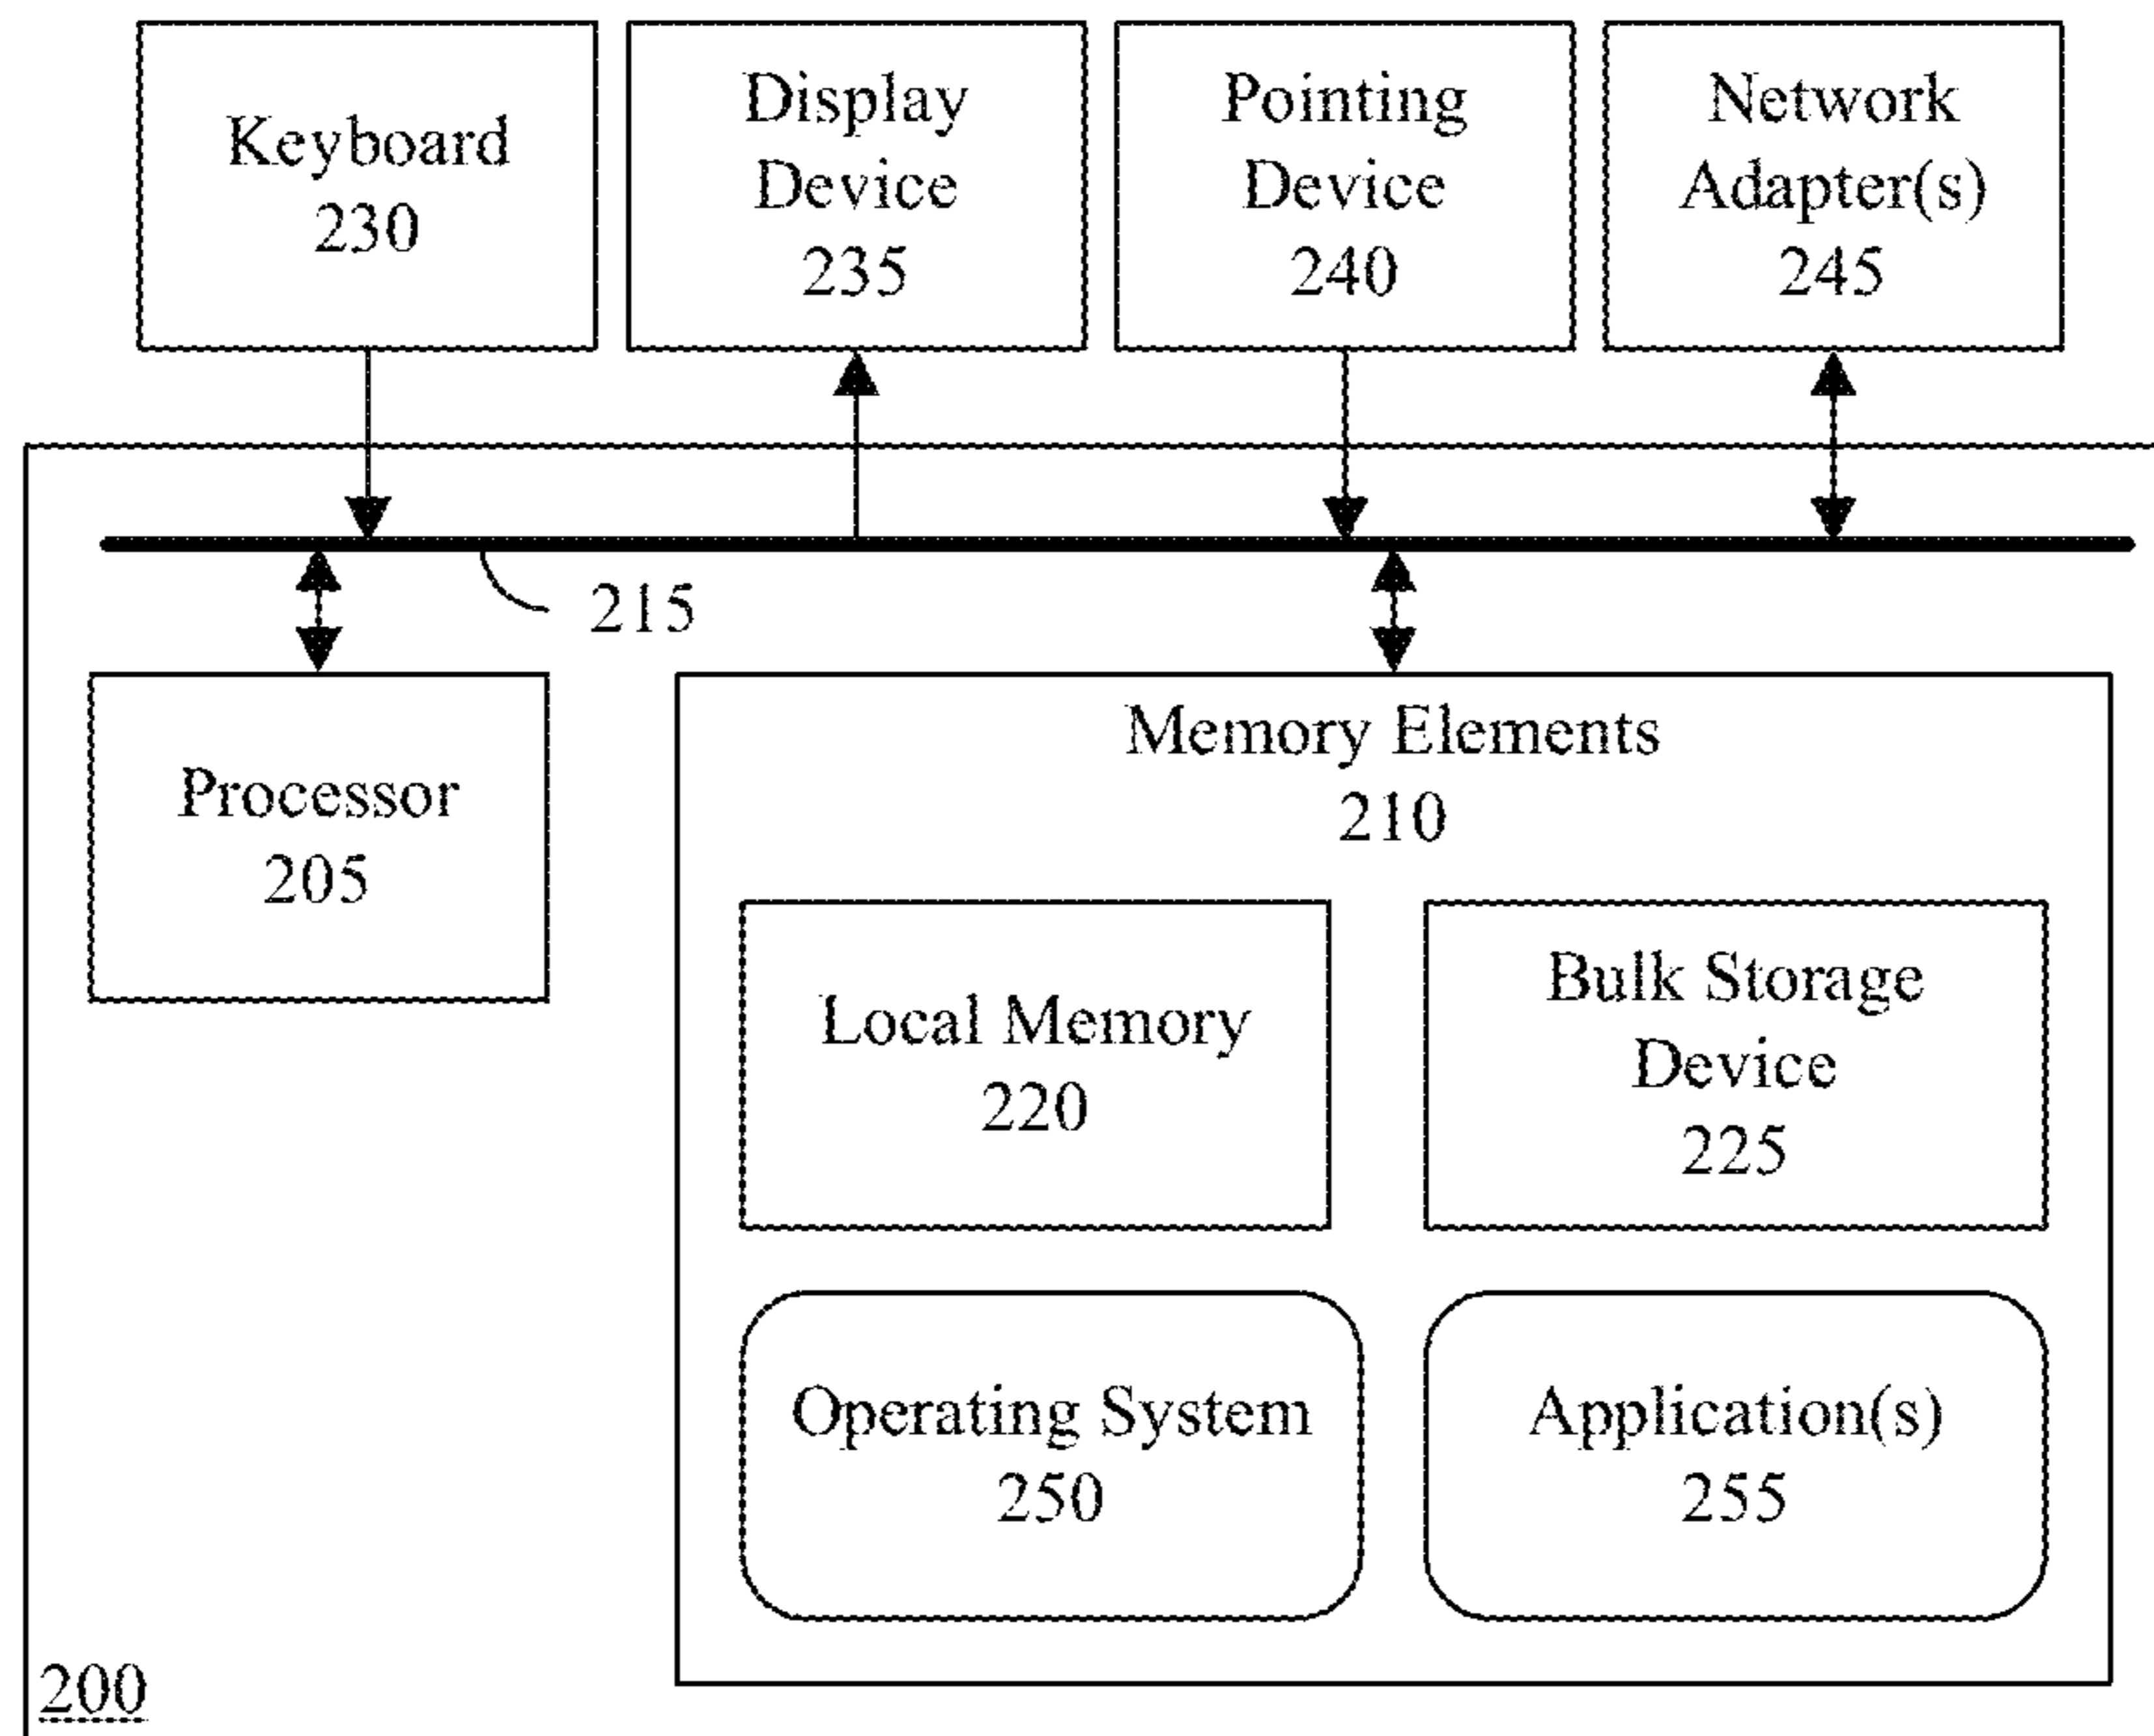 Keyboard
230
Display
Device
235
Pointing
Device
240
Network
Adapter(s)
245
215
Processor
205
Memory Elements
210
Local Memory
220
Bulk Storage
Device
225
Operating System
250
Application(s)
255
200